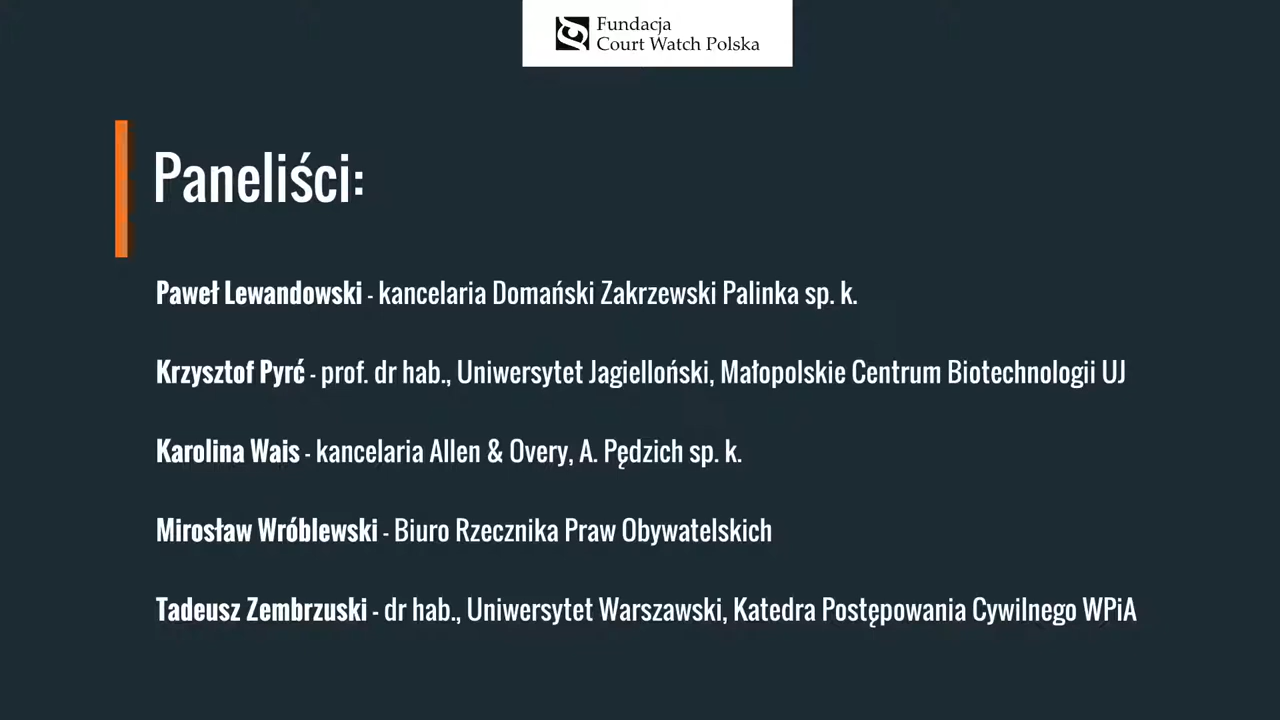 Fundacja
Court Watch Polska
Paneliści:
Paweł Lewandowski - kancelaria Domański Zakrzewski Palinka sp. k.
Krzysztof Pyrć - prof. dr hab., Uniwersytet Jagielloński, Małopolskie Centrum Biotechnologii UJ
Karolina Wais - kancelaria Allen & Overy, A. Pędzich sp. k.
Mirosław Wróblewski - Biuro Rzecznika Praw Obywatelskich
Tadeusz Zembrzuski - dr hab., Uniwersytet Warszawski, Katedra Postępowania Cywilnego WPiA